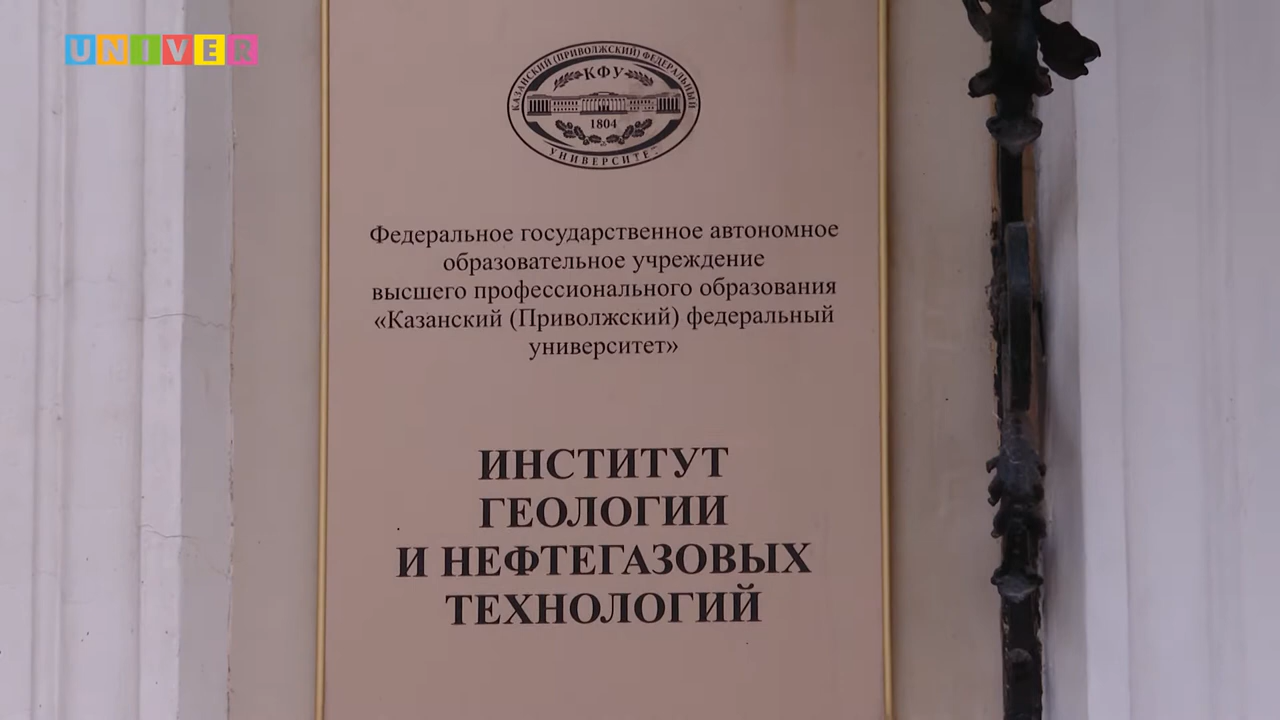 UNIVER
КАЗАНСКИЙ (ПРИВОЛЖСКИЙ) ФЕДЕРАЛЬНЫЙ
КФУ
1804
УНИВЕРСИТЕТ
Федеральное государственное автономное
образовательное учреждение
высшего профессионального образования
«Казанский (Приволжский) федеральный
университет»
ИНСТИТУТ
ГЕОЛОГИИ
И НЕФТЕГАЗОВЫХ
ТЕХНОЛОГИЙ